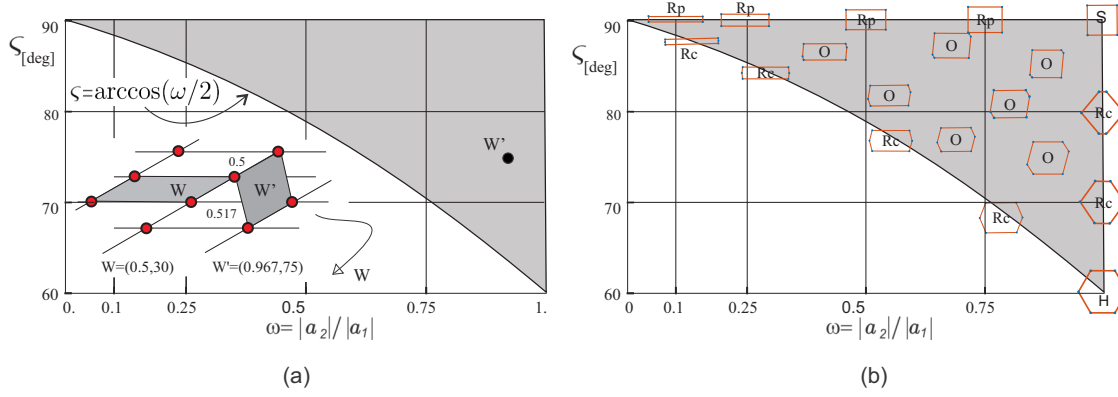 90
ς[deg]
ς=arccos(ω/2)
80
W'
0.5
W
W'
70
0.517
W=(0.5,30)
W'=(0.967,75)
W
60
0.
0.1
0.25
0.5
0.75
1.
ω=|a2|/|a1|
(a)
Rp
Rp
Rp
Rp
S
90
Rc
O
O
O
ς[deg]
Rc
O
O
Rc
80
Rc
O
O
70
Rc
Rc
60
H
0.
0.1
0.25
0.5
0.75
1.
ω=|a2|/|a1|
(b)